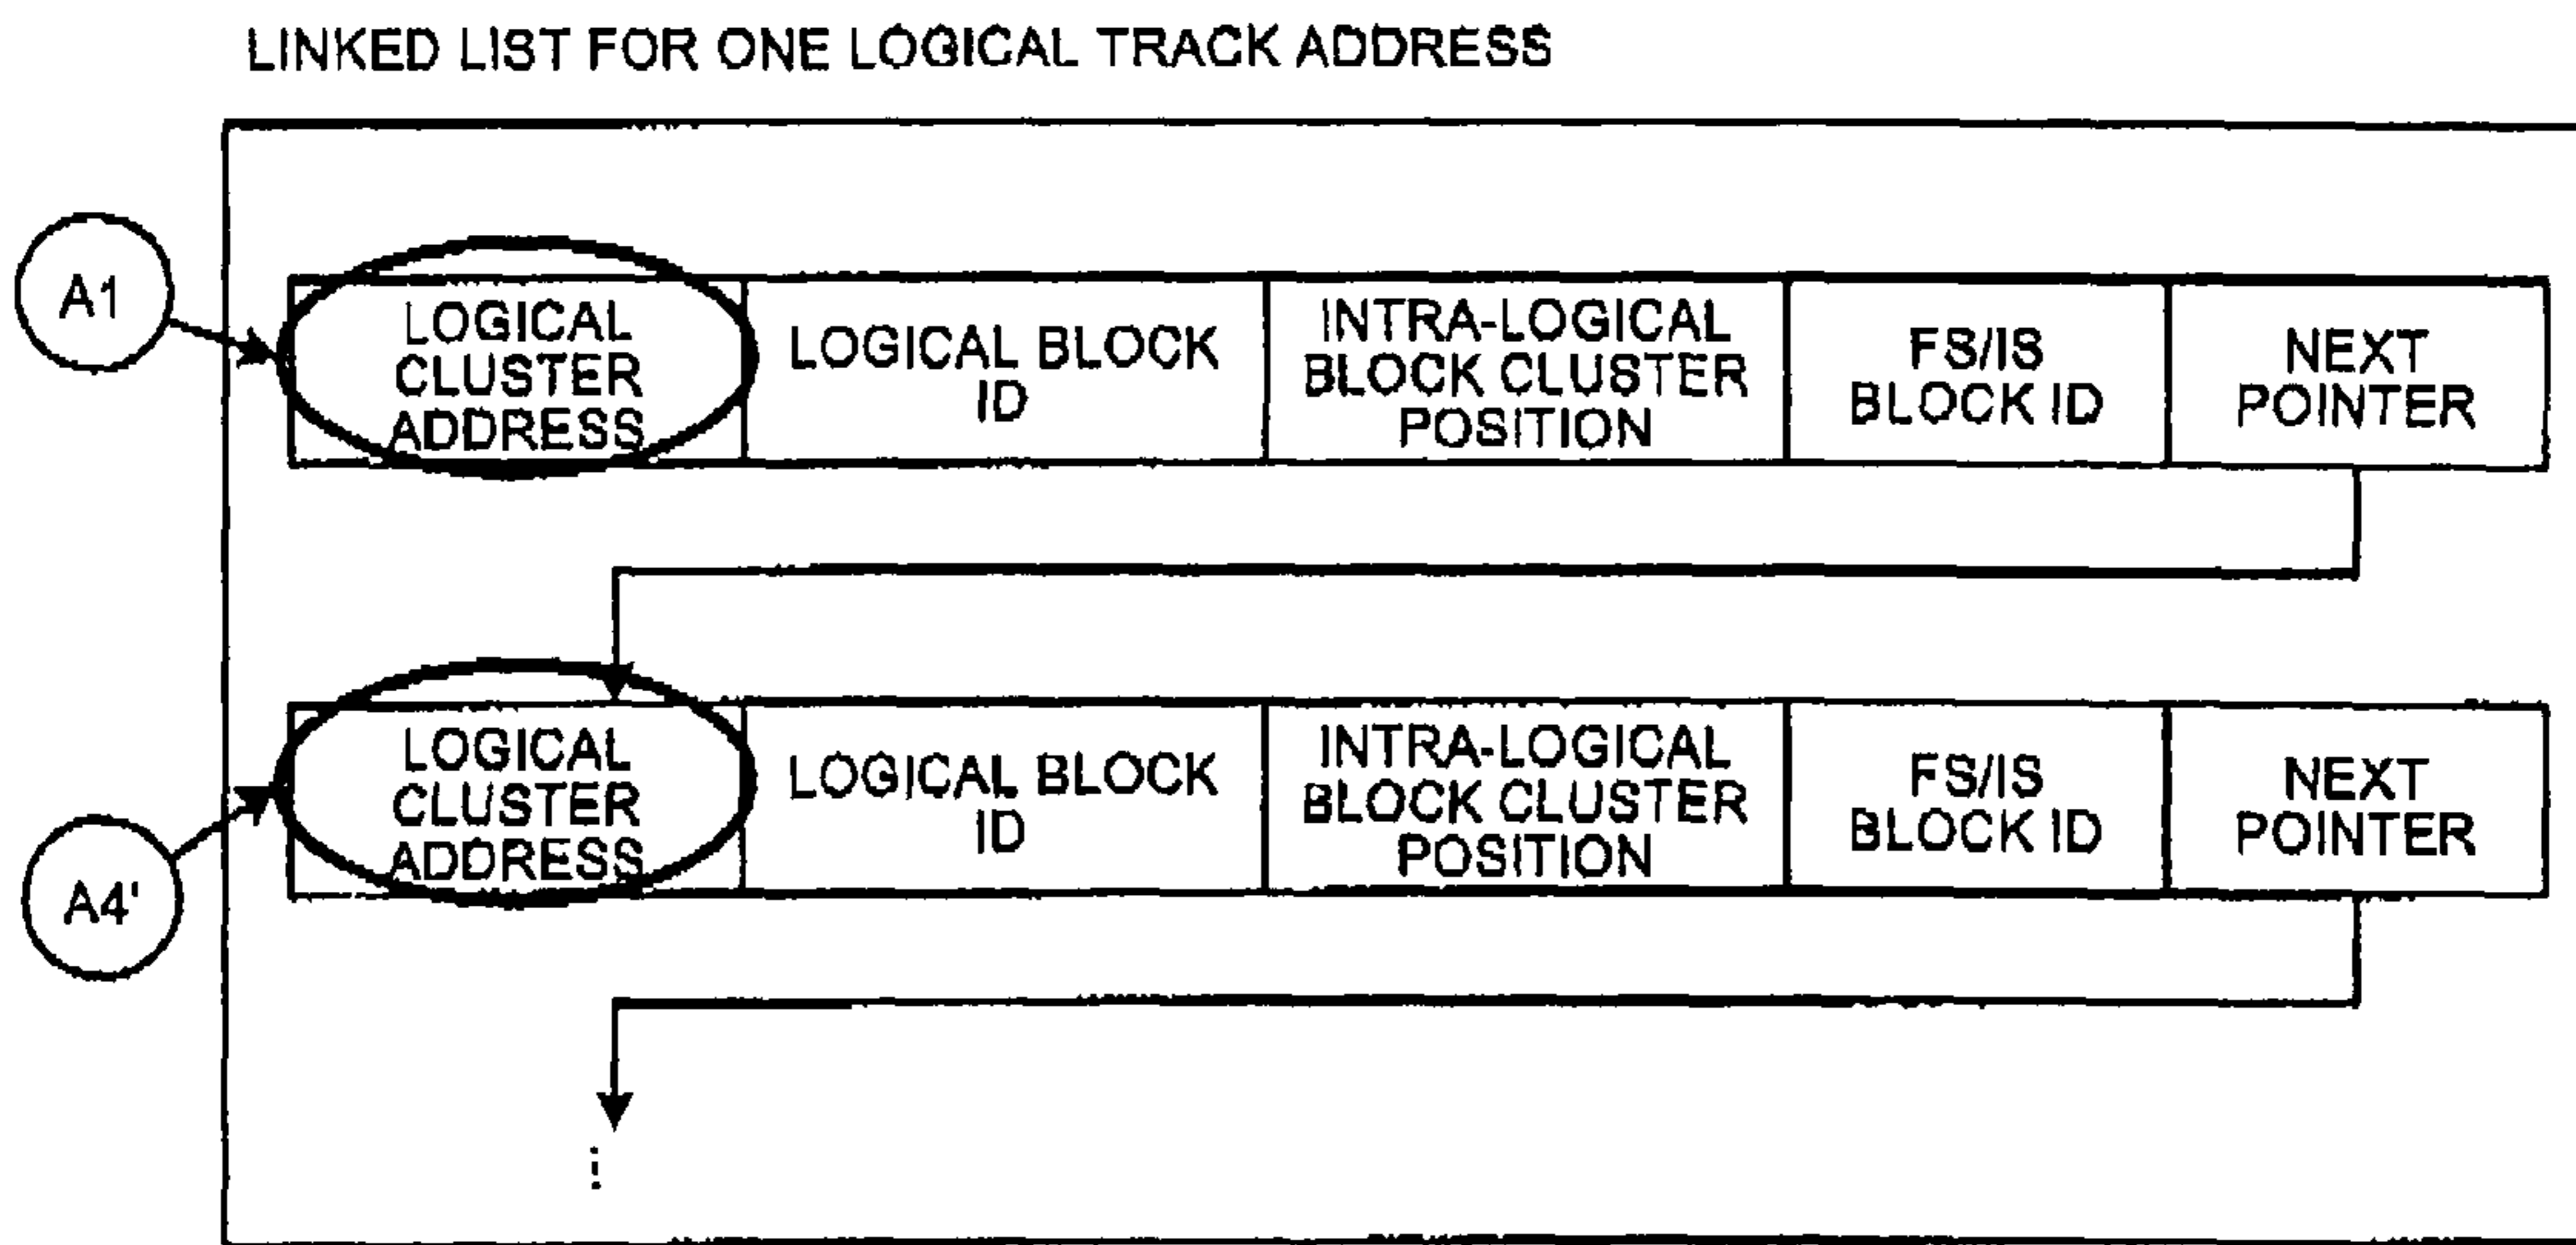 LINKED LIST FOR ONE LOGICAL TRACK ADDRESS
A1
LOGICAL
CLUSTER
ADDRESS
LOGICAL BLOCK
ID
INTRA-LOGICAL
BLOCK CLUSTER
POSITION
FS/IS
BLOCK ID
NEXT
POINTER
A4'
LOGICAL
CLUSTER
ADDRESS
LOGICAL BLOCK
ID
INTRA-LOGICAL
BLOCK CLUSTER
POSITION
FS/IS
BLOCK ID
NEXT
POINTER